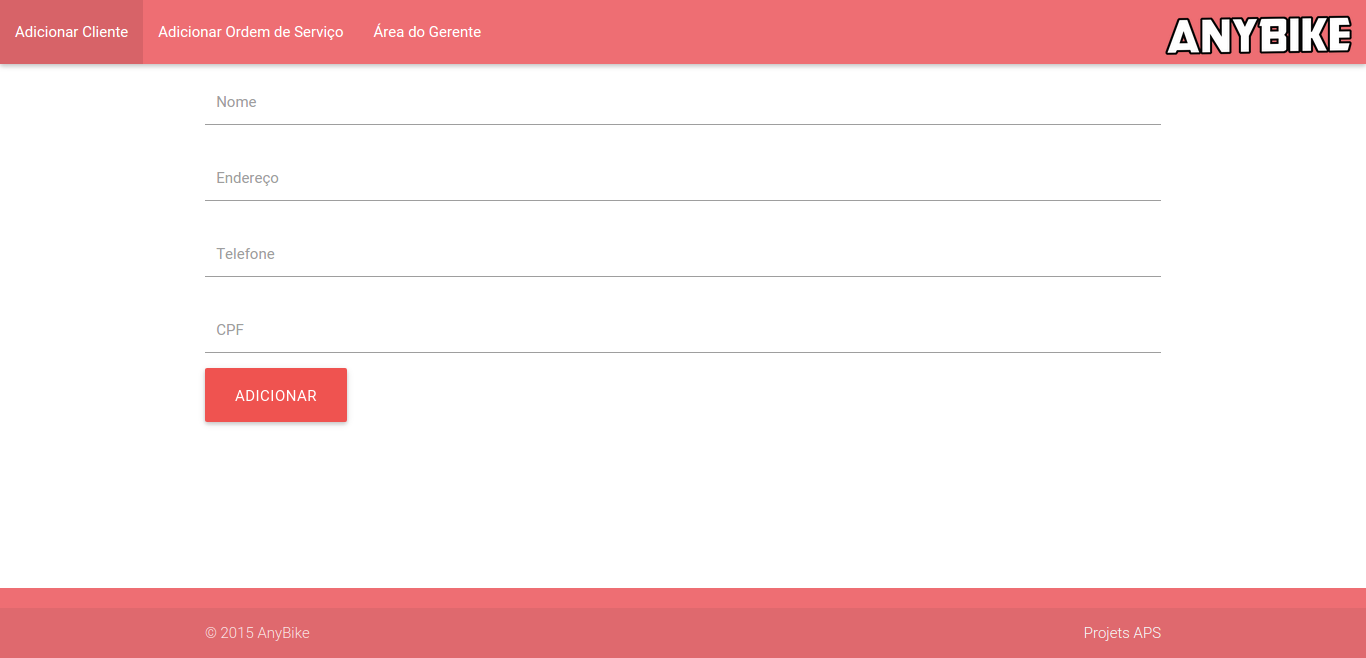 Adicionar Cliente Adicionar Ordem de Serviço Área do Gerente ANYBIKE
Nome
Endereço
Telefone
CPF
ADICIONAR
© 2015 AnyBike Projets APS